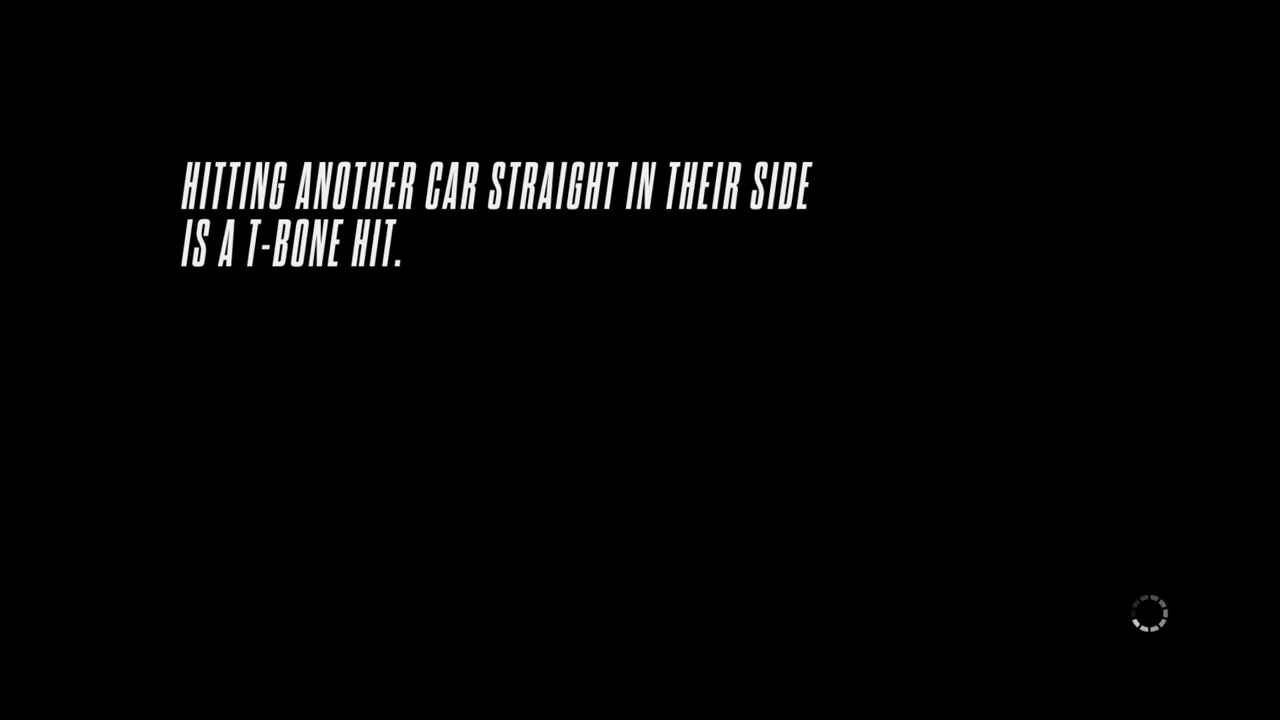 HITTING ANOTHER CAR STRAIGHT IN THEIR SIDE
IS A T-BONE HIT.